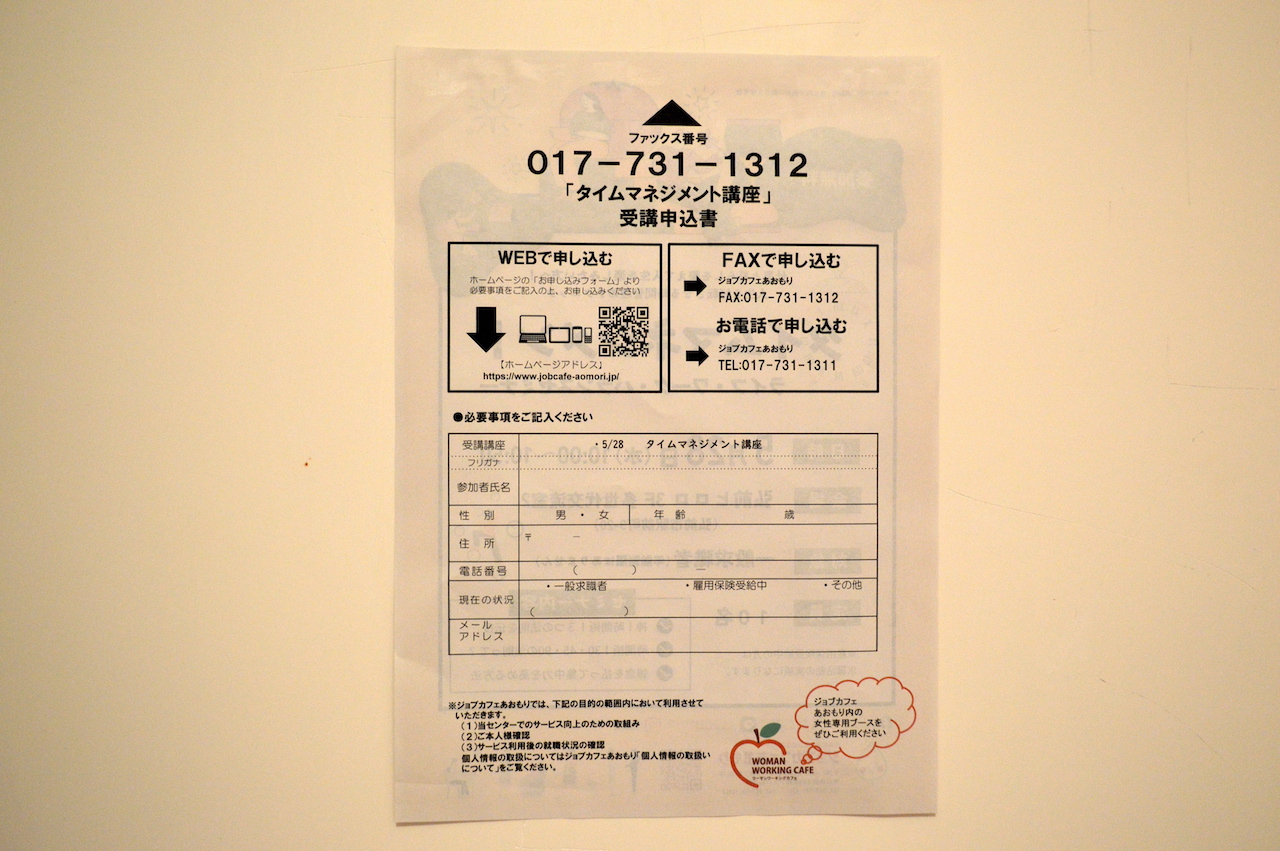 ファックス番号
017-731-1312
「タイムマネジメント講座」
受講申込書
WEBで申し込む
ホームページの「お申し込みフォーム」より
必要事項をご記入の上、お申し込みください
【ホームページアドレス】
https://www.jobcafe-aomori.jp/
FAXで申し込む
ジョブカフェあおもり
FAX:017-731-1312
お電話で申し込む
ジョブカフェあおもり
TEL:017-731-1311
●必要事項をご記入ください
受講講座 ・5/28 タイムマネジメント講座
フリガナ
参加者氏名
性 別 男 ・ 女 年 齢 歳
住 所 〒 －
電話番号 ( ) －
現在の状況 ・一般求職者 ・雇用保険受給中 ・その他
( )
メール
アドレス
※ジョブカフェあおもりでは、下記の目的の範囲内において利用させて
いただきます。
(1)当センターでのサービス向上のための取組み
(2)ご本人様確認
(3)サービス利用後の就職状況の確認
個人情報の取扱についてはジョブカフェあおもり「個人情報の取扱い
について」をご覧ください。
ジョブカフェ
あおもり内の
女性専用ブースを
ぜひご利用ください
WOMAN
WORKING CAFE
ウーマンワーキングカフェ